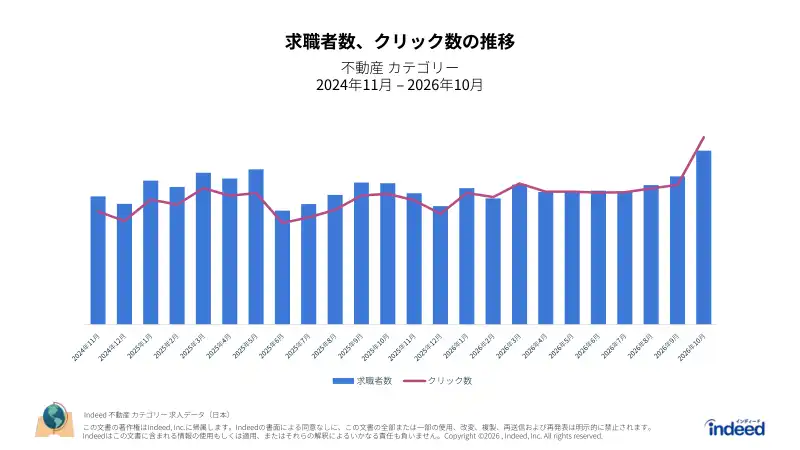 求職者数、クリック数の推移
不動産 カテゴリー
2024年11月 – 2026年10月
2024年11月
2024年12月
2025年1月
2025年2月
2025年3月
2025年4月
2025年5月
2025年6月
2025年7月
2025年8月
2025年9月
2025年10月
2025年11月
2025年12月
2026年1月
2026年2月
2026年3月
2026年4月
2026年5月
2026年6月
2026年7月
2026年8月
2026年9月
2026年10月
求職者数
クリック数
Indeed 不動産 カテゴリー 求人データ（日本）
この文書の著作権はIndeed, Inc.に帰属します。Indeedの書面による同意なしに、この文書の全部または一部の使用、改変、複製、再送信および再発表は明示的に禁止されます。
Indeedはこの文書に含まれる情報の使用もしくは適用、またはそれらの解釈によるいかなる責任も負いません。Copyright ©2026 , Indeed, Inc. All rights reserved.
インディード
indeed